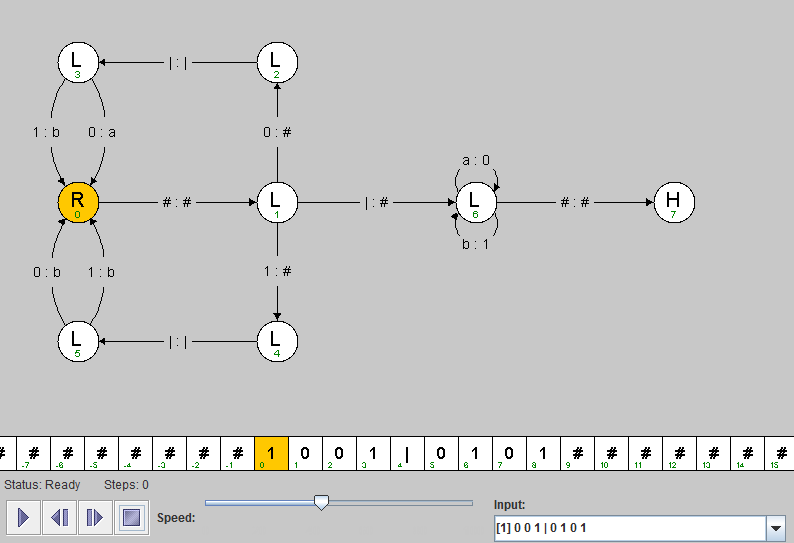 L 3
| : |
L 2
1 : b
0 : a
0 : #
a : 0
R 0
# : #
L 1
| : #
L 6
# : #
H 7
b : 1
0 : b
1 : b
1 : #
L 5
| : |
L 4
# # # # # # # # 1 0 0 1 | 0 1 0 1 # # # # # # #
-7 -6 -5 -4 -3 -2 -1 0 1 2 3 4 5 6 7 8 9 10 11 12 13 14 15
Status: Ready Steps: 0
Speed:
Input:
[1] 0 0 1 | 0 1 0 1